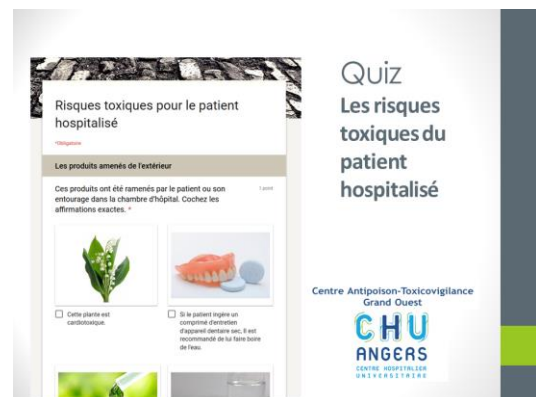 Risques toxiques pour le patient
hospitalisé
*Obligatoire
Les produits amenés de l'extérieur
Ces produits ont été ramenés par le patient ou son
entourage dans la chambre d'hôpital. Cochez les
affirmations exactes. *
1 point
Cette plante est
cardiotoxique.
Si le patient ingère un
comprimé d'entretien
d'appareil dentaire sec, il est
recommandé de lui faire boire
de l'eau.
Quiz
Les risques
toxiques du
patient
hospitalisé
Centre Antipoison-Toxicovigilance
Grand Ouest
CHU
ANGERS
CENTRE HOSPITALIER
UNIVERSITAIRE